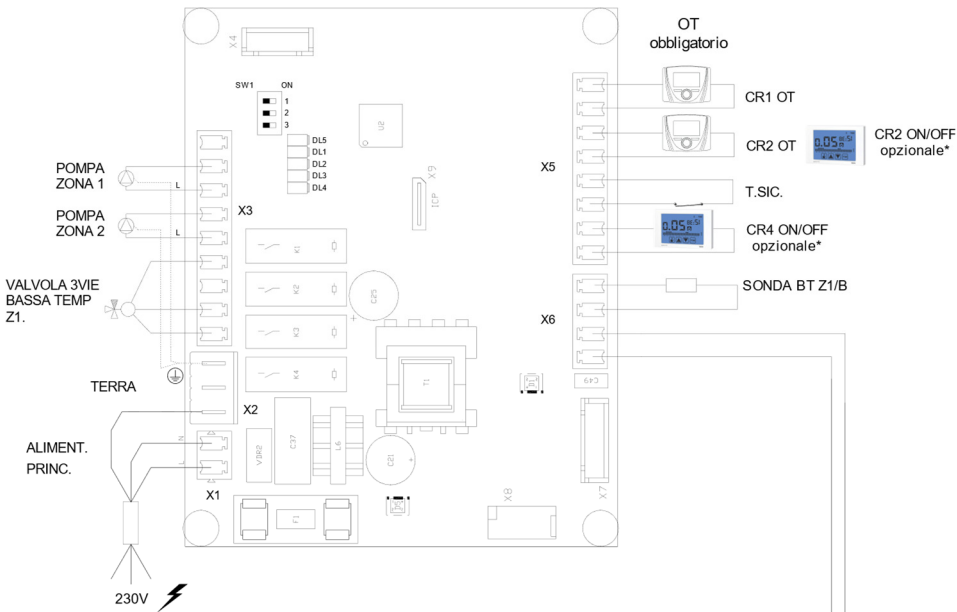 OT
obbligatorio
X4
SW1 ON
1
2
3
U2
DL5
DL1
DL2
DL3
DL4
X9
ICP
X5
CR1 OT
CR2 OT
CR2 ON/OFF
opzionale*
T.SIC.
CR4 ON/OFF
opzionale*
POMPA
ZONA 1
L
POMPA
ZONA 2
L
X3
VALVOLA 3VIE
BASSA TEMP
Z1.
K1
K2
K3
K4
C25
+
SONDA BT Z1/B
X6
T1
C49
TERRA
X2
ALIMENT.
PRINC.
N
L
X1
VDR2
C37
L6
C21
+
F1
X8
X7
230V